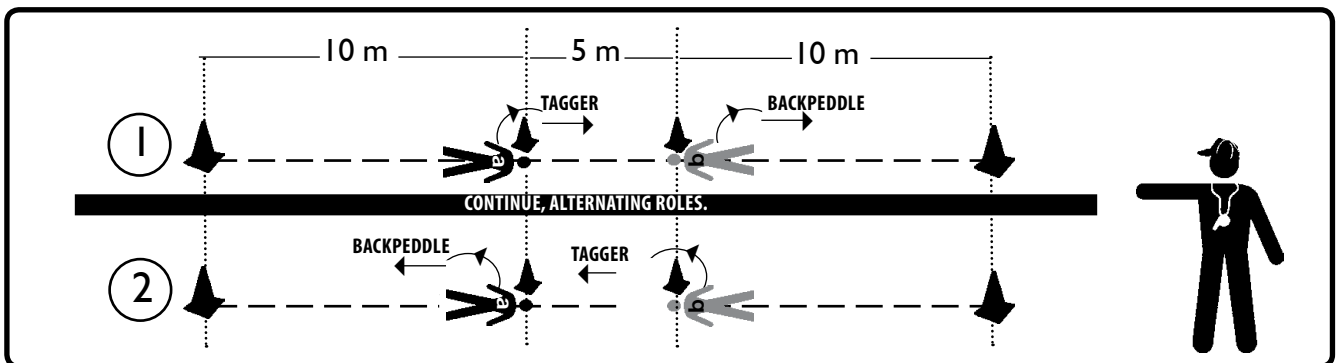 10 m 5 m 10 m
TAGGER BACKPEDDLE
1
a b
CONTINUE, ALTERNATING ROLES.
BACKPEDDLE TAGGER
2
a b